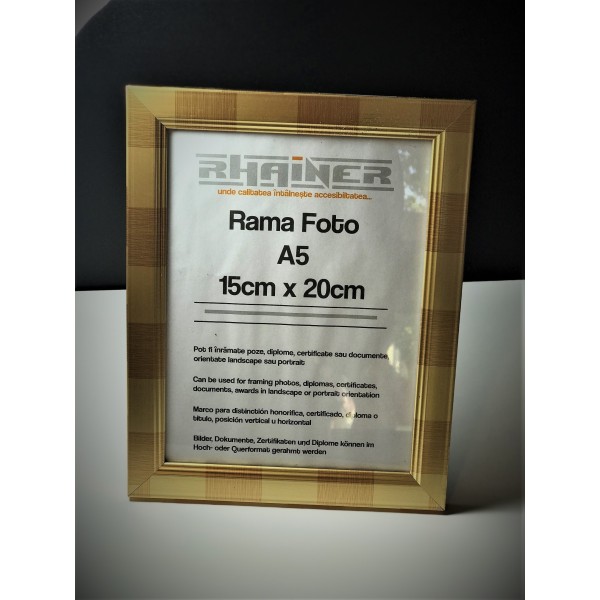 RHAINER
unde calitatea întâlnește accesibilitatea...
Rama Foto
A5
15cm x 20cm
Pot fi înrămate poze, diplome, certificate sau documente
orientate landscape sau portrait
Can be used for framing photos, diplomas, certificates,
documents, awards in landscape or portrait orientation
Marco para distinctión honorifica, certificado, diploma o
título, posición vertical u horizontal
Bilder, Dokumente, Zertifikaten und Diplome können im
Hoch- oder Querformat gerahmt werden